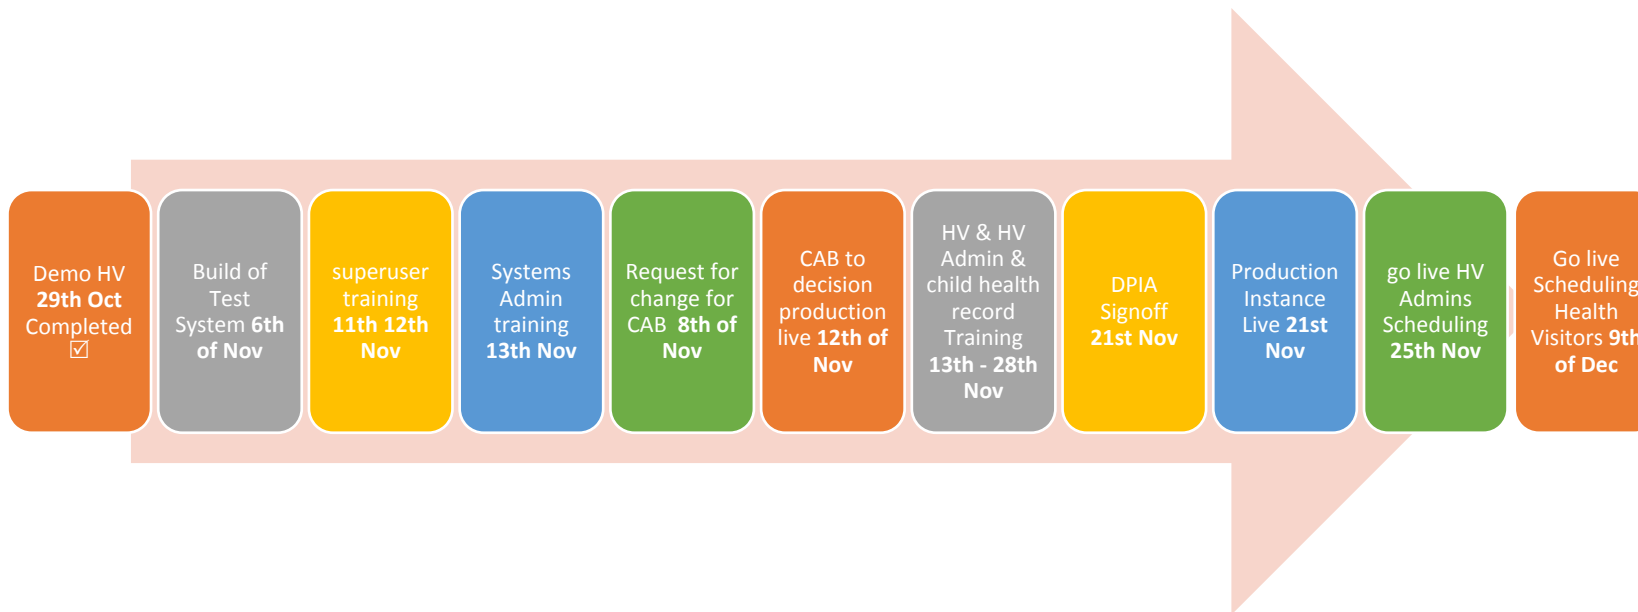 Demo HV
29th Oct
Completed
☑
Build of
Test
System 6th
of Nov
superuser
training
11th 12th
Nov
Systems
Admin
training
13th Nov
Request for
change for
CAB 8th of
Nov
CAB to
decision
production
live 12th of
Nov
HV & HV
Admin &
child health
record
Training
13th - 28th
Nov
DPIA
Signoff
21st Nov
Production
Instance
Live 21st
Nov
go live HV
Admins
Scheduling
25th Nov
Go live
Scheduling
Health
Visitors 9th
of Dec